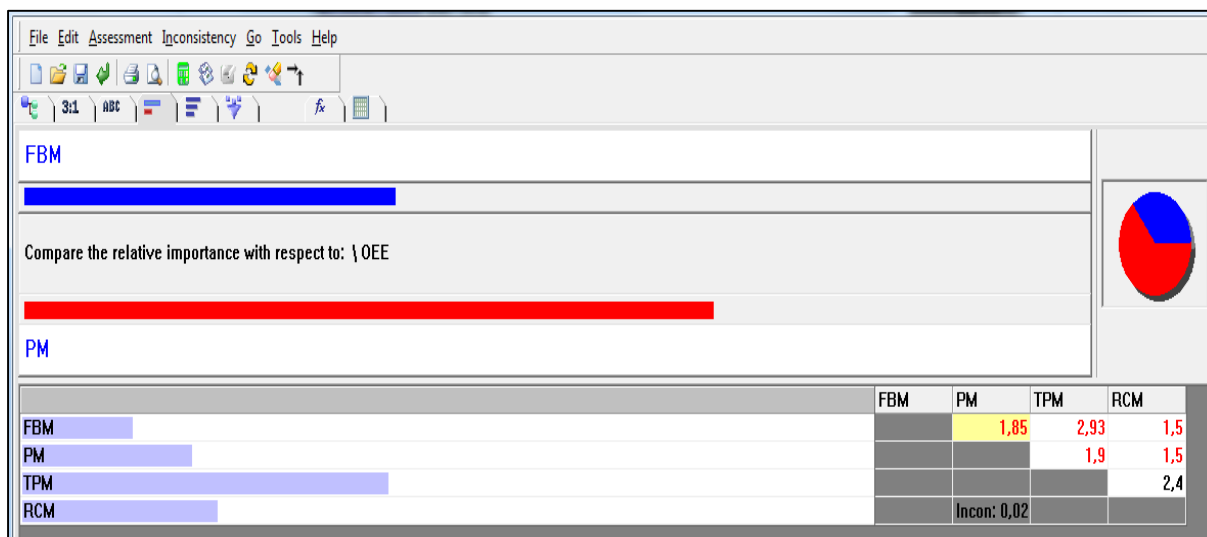 File Edit Assessment Inconsistency Go Tools Help
3:1 ABC fx
FBM
Compare the relative importance with respect to: \ OEE
PM
FBM PM TPM RCM
FBM 1,85 2,93 1,5
PM 1,9 1,5
TPM 2,4
RCM Incon: 0,02